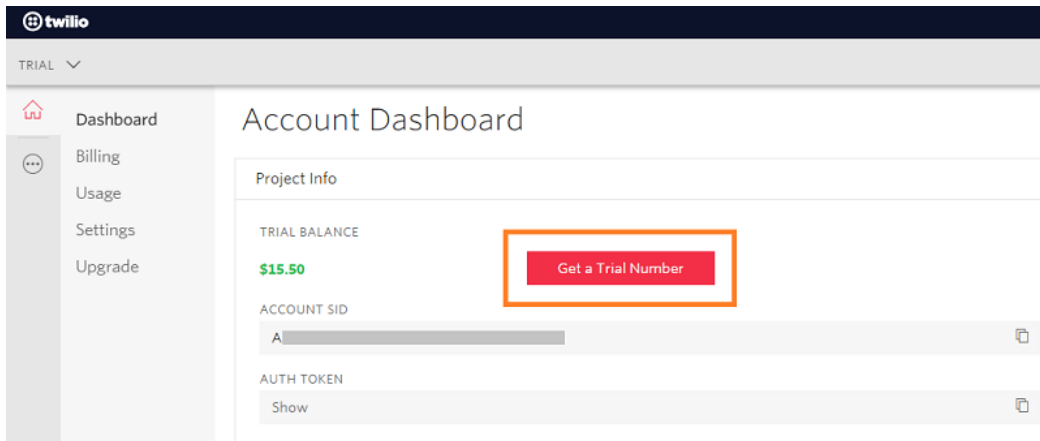 twilio
TRIAL
Dashboard
Billing
Usage
Settings
Upgrade
Account Dashboard
Project Info
TRIAL BALANCE
$15.50
Get a Trial Number
ACCOUNT SID
A
AUTH TOKEN
Show